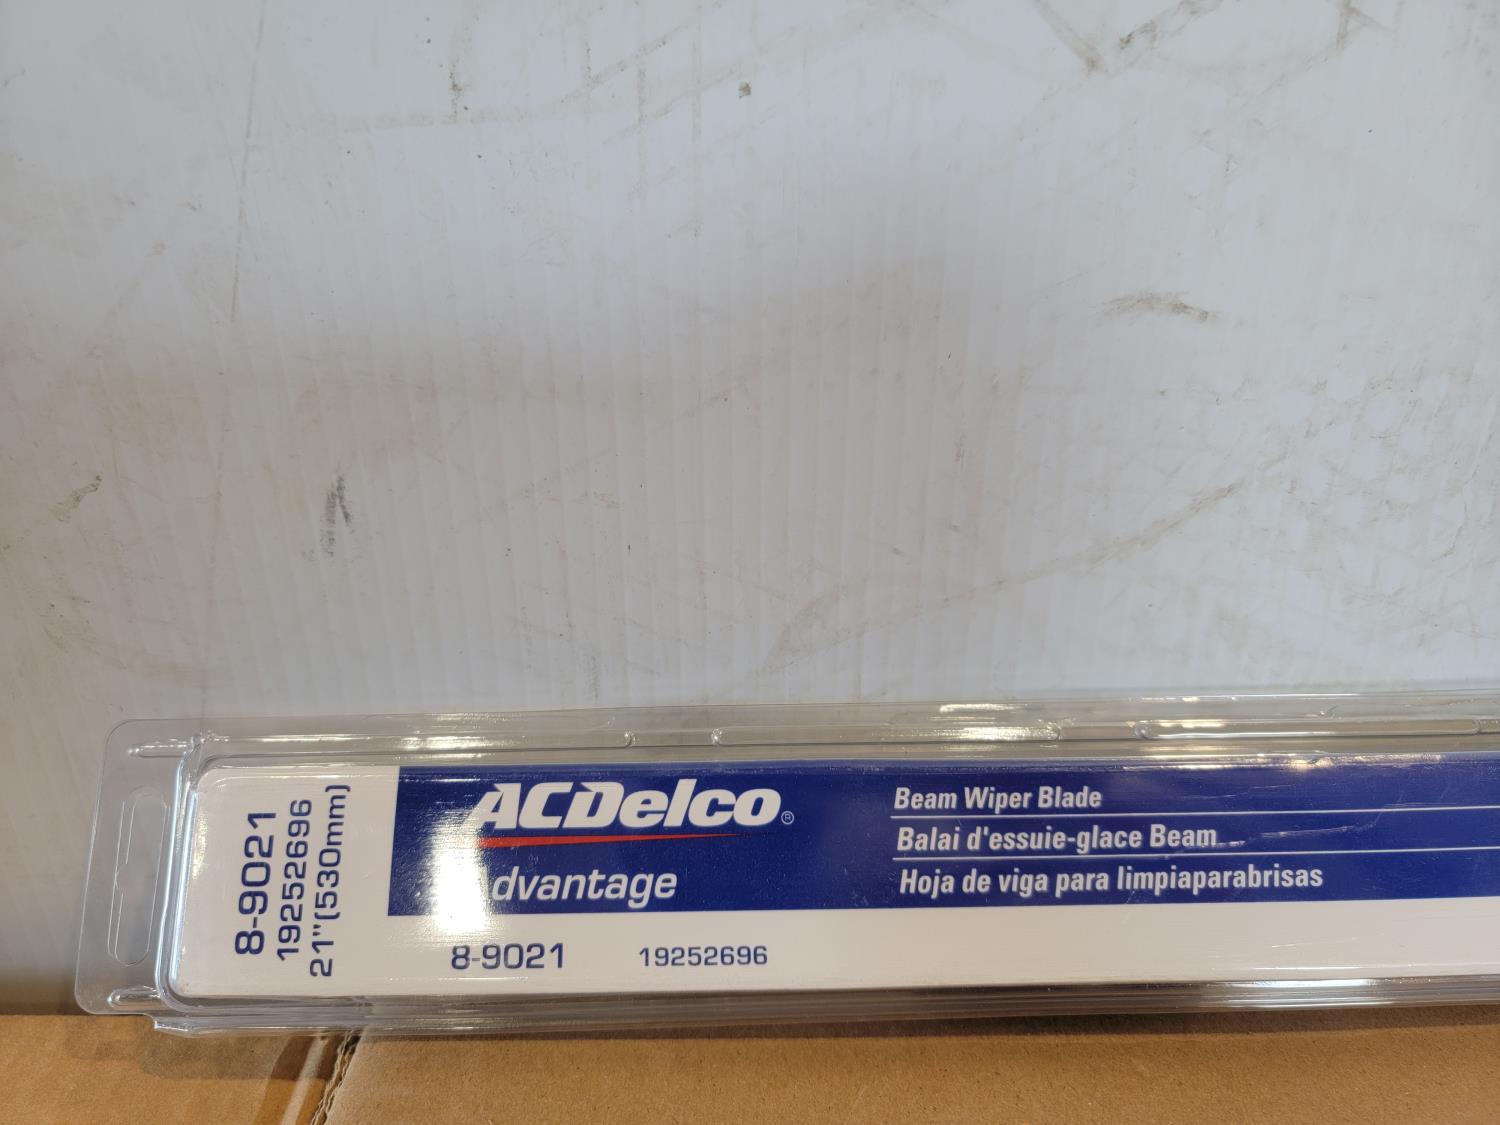 8-9021
19252696
21"(530mm)
ACDelco®
dvantage
Beam Wiper Blade
Balai d'essuie-glace Beam
Hoja de viga para limpiaparabrisas
8-9021 19252696